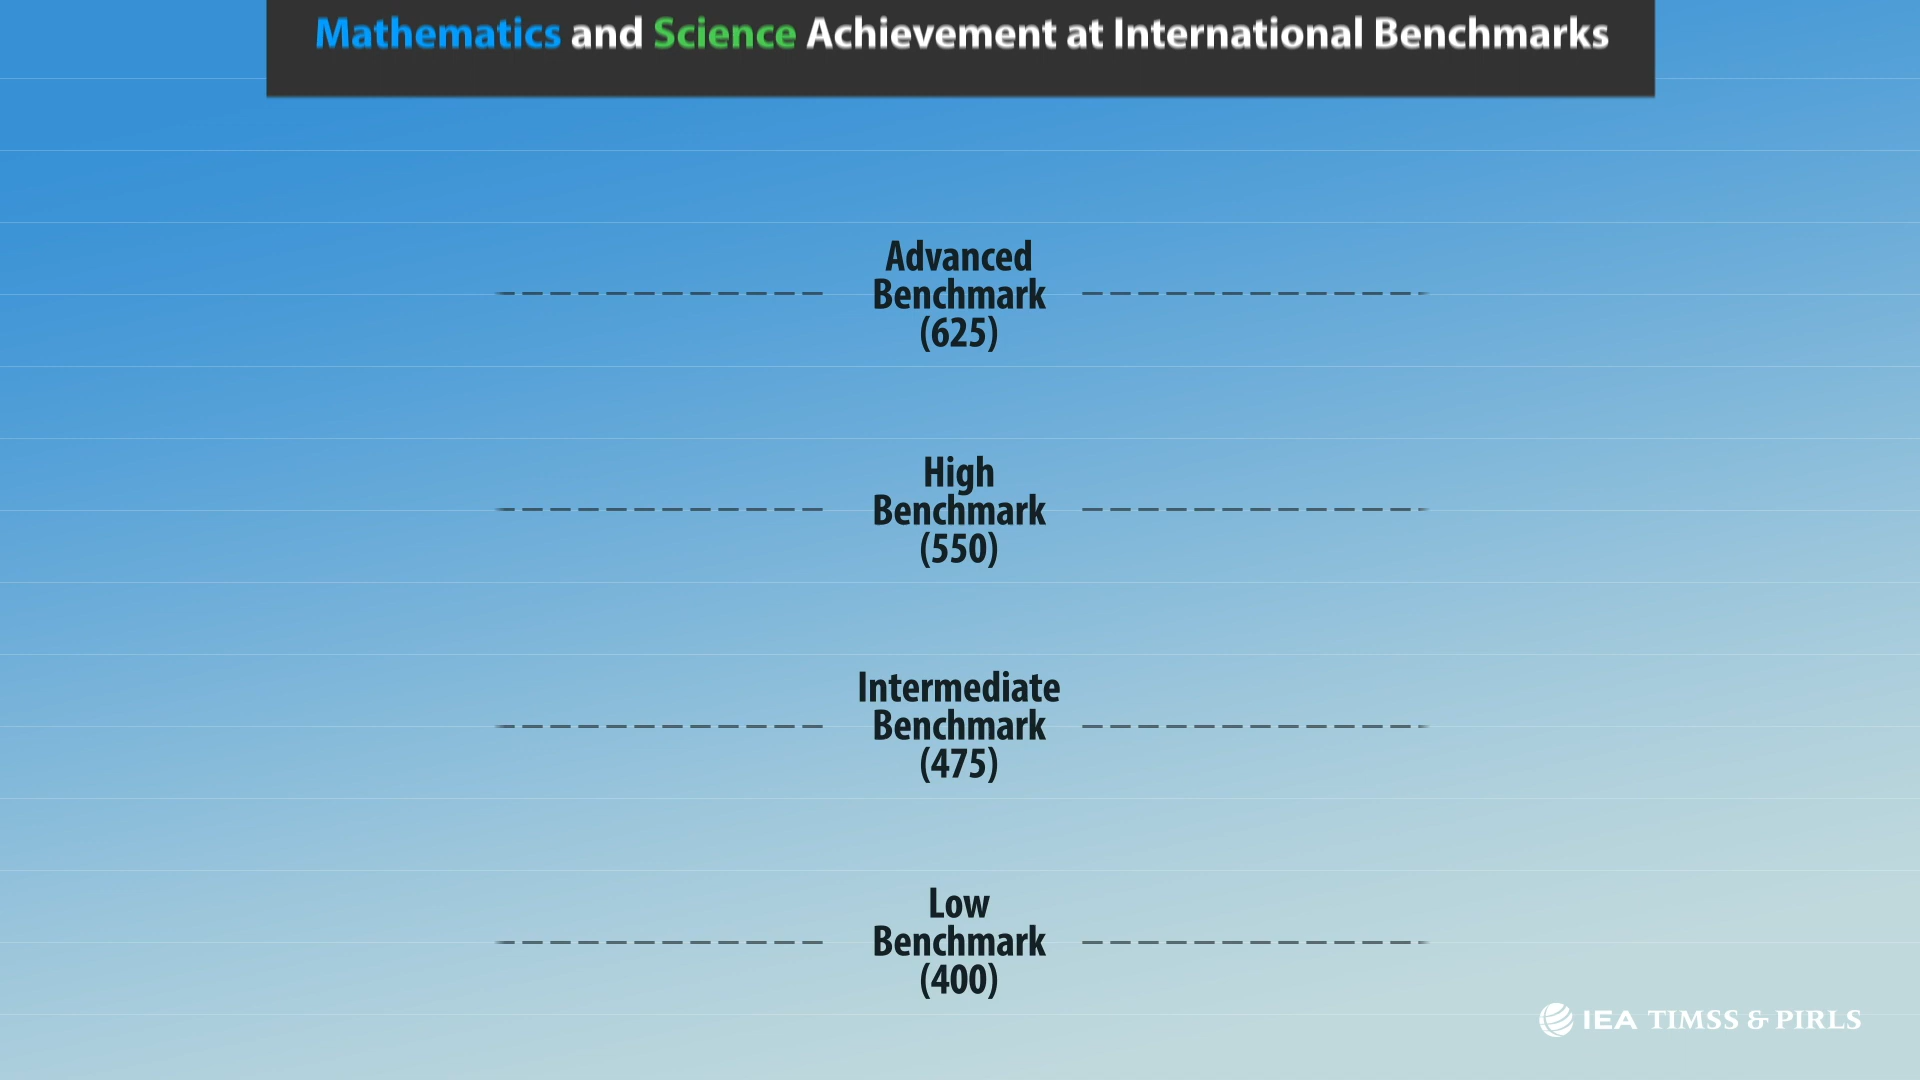 Mathematics and Science Achievement at International Benchmarks
Advanced
Benchmark
(625)
High
Benchmark
(550)
Intermediate
Benchmark
(475)
Low
Benchmark
(400)
IEA TIMSS & PIRLS